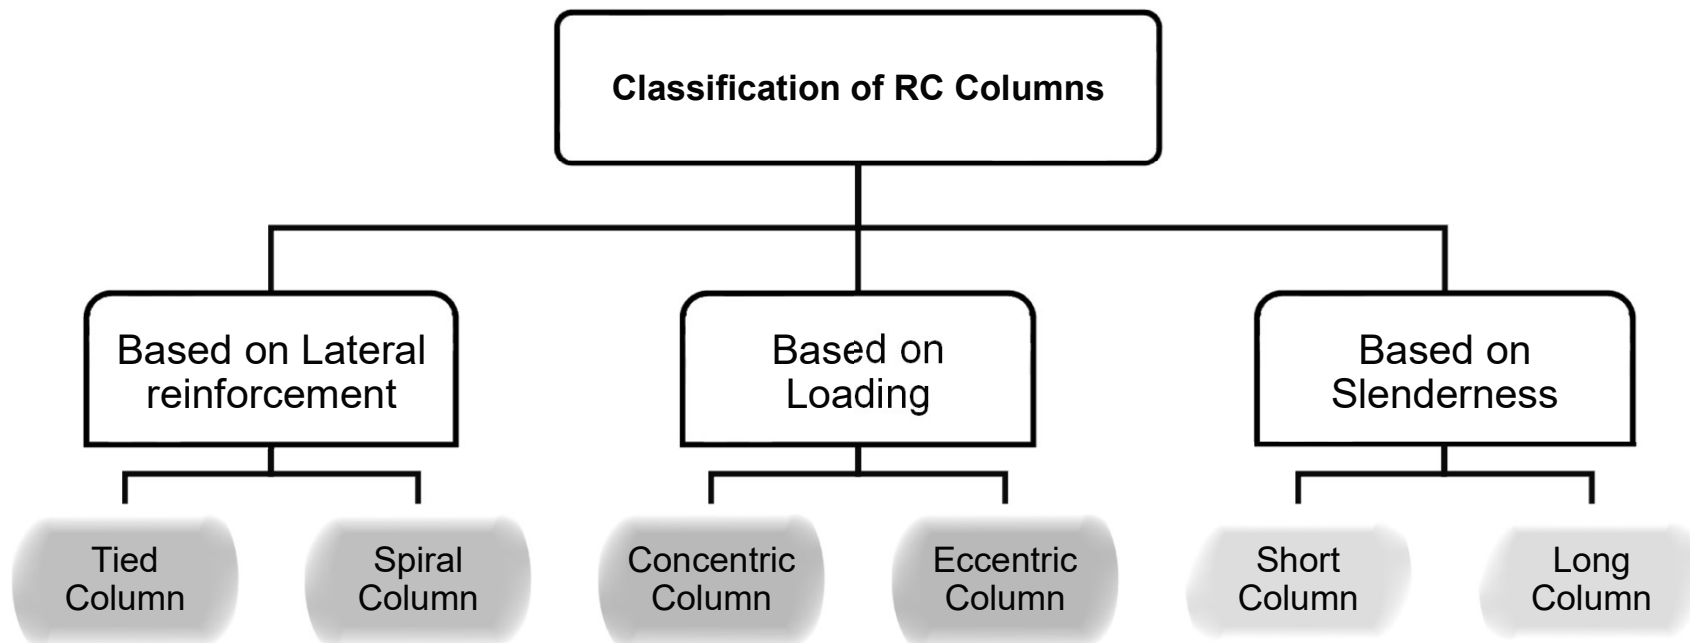 Classification of RC Columns
Based on Lateral
reinforcement
Based on
Loading
Based on
Slenderness
Tied
Column
Spiral
Column
Concentric
Column
Eccentric
Column
Short
Column
Long
Column